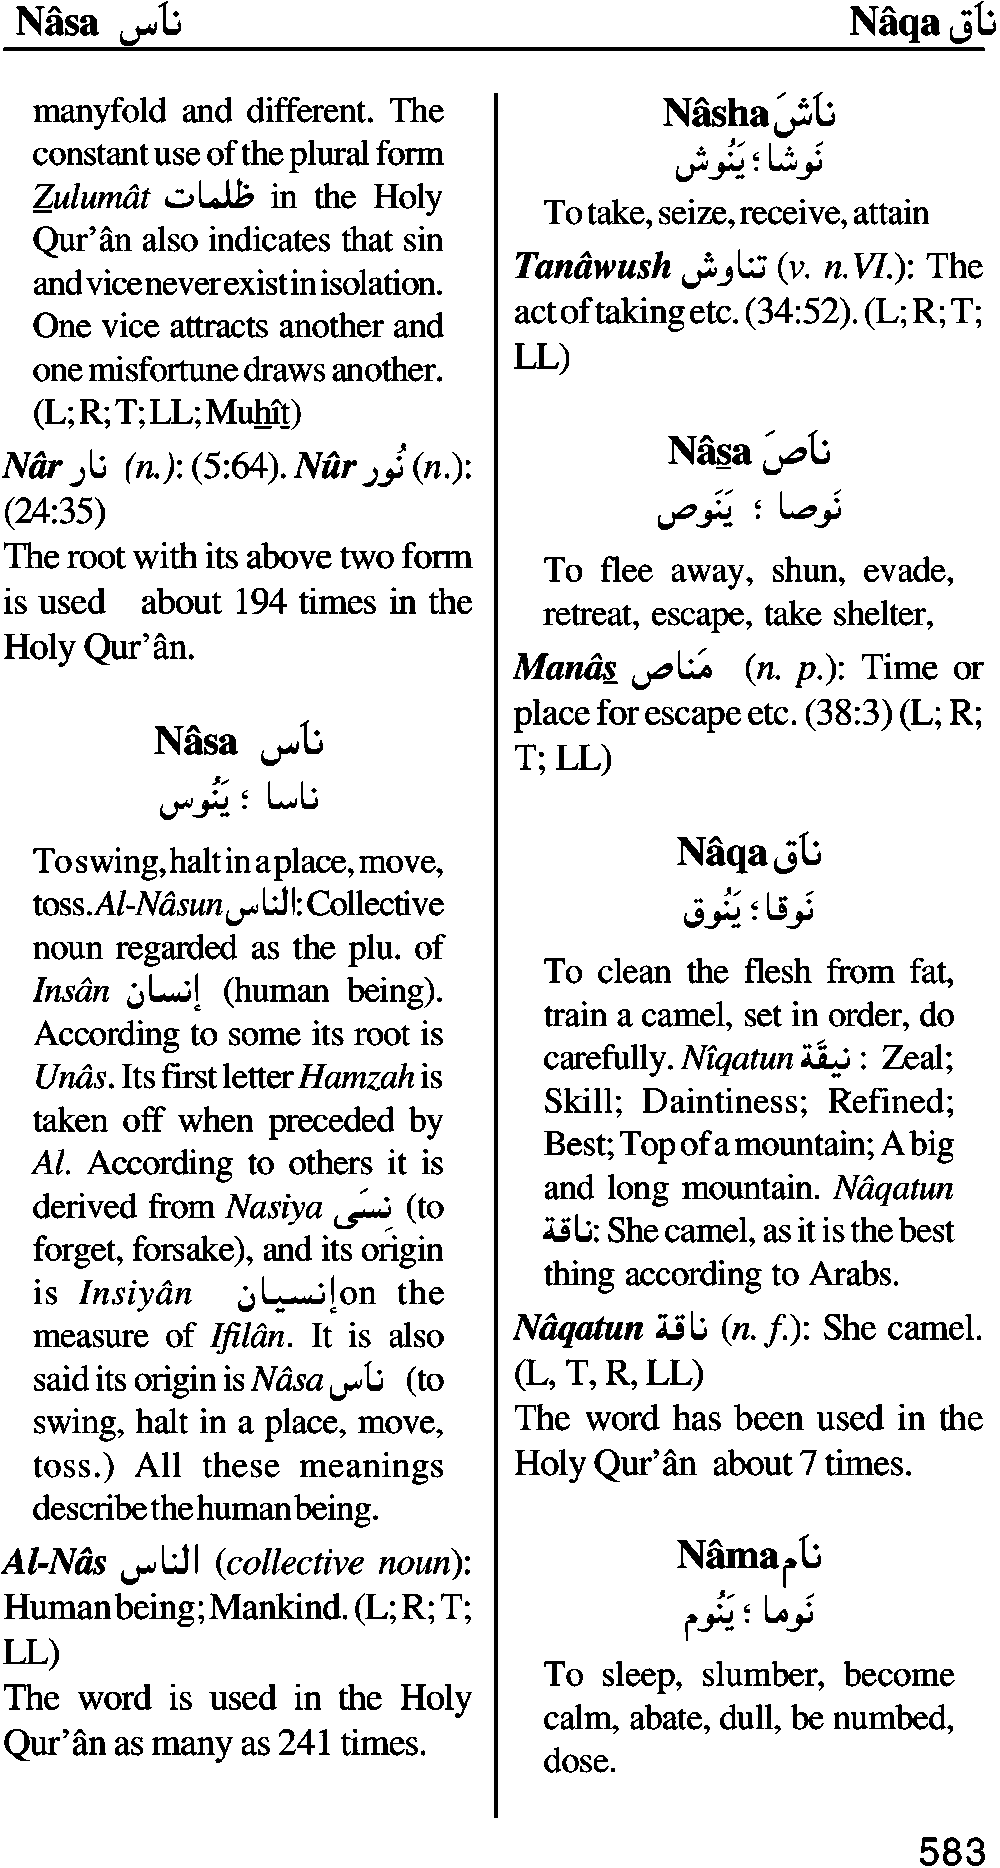 Nâsa نَاس
Nâqa نَاق
manyfold and different. The
constant use of the plural form
Zulumât ظلمات in the Holy
Qur’ân also indicates that sin
and vice never exist in isolation.
One vice attracts another and
one misfortune draws another.
(L; R; T; LL; Muhît)
Nâr نار (n.): (5:64). Nûr نُور (n.):
(24:35)
The root with its above two form
is used about 194 times in the
Holy Qur’ân.
Nâsa نَاس
ناسا ؛ يَنُوس
To swing, halt in a place, move,
toss. Al-Nâsun الناس: Collective
noun regarded as the plu. of
Insân إنسان (human being).
According to some its root is
Unâs. Its first letter Hamzah is
taken off when preceded by
Al. According to others it is
derived from Nasiya نِسَى (to
forget, forsake), and its origin
is Insiyân إنسيان on the
measure of Ifilân. It is also
said its origin is Nâsa نَاس (to
swing, halt in a place, move,
toss.) All these meanings
describe the human being.
Al-Nâs الناس (collective noun):
Human being; Mankind. (L; R; T;
LL)
The word is used in the Holy
Qur’ân as many as 241 times.
Nâsha نَاشَ
نَوشا ؛ يَنُوش
To take, seize, receive, attain
Tanâwush تناوش (v. n. VI.): The
act of taking etc. (34:52). (L; R; T;
LL)
Nâsa نَاصَ
نَوصا ؛ يَنَوص
To flee away, shun, evade,
retreat, escape, take shelter,
Manâs مَناص (n. p.): Time or
place for escape etc. (38:3) (L; R;
T; LL)
Nâqa نَاق
نَوقا ؛ يَنُوق
To clean the flesh from fat,
train a camel, set in order, do
carefully. Nîqatun نيقَة : Zeal;
Skill; Daintiness; Refined;
Best; Top of a mountain; A big
and long mountain. Nâqatun
ناقة: She camel, as it is the best
thing according to Arabs.
Nâqatun ناقة (n. f.): She camel.
(L, T, R, LL)
The word has been used in the
Holy Qur’ân about 7 times.
Nâma نَام
نَوما ؛ يَنُوم
To sleep, slumber, become
calm, abate, dull, be numbed,
dose.
583